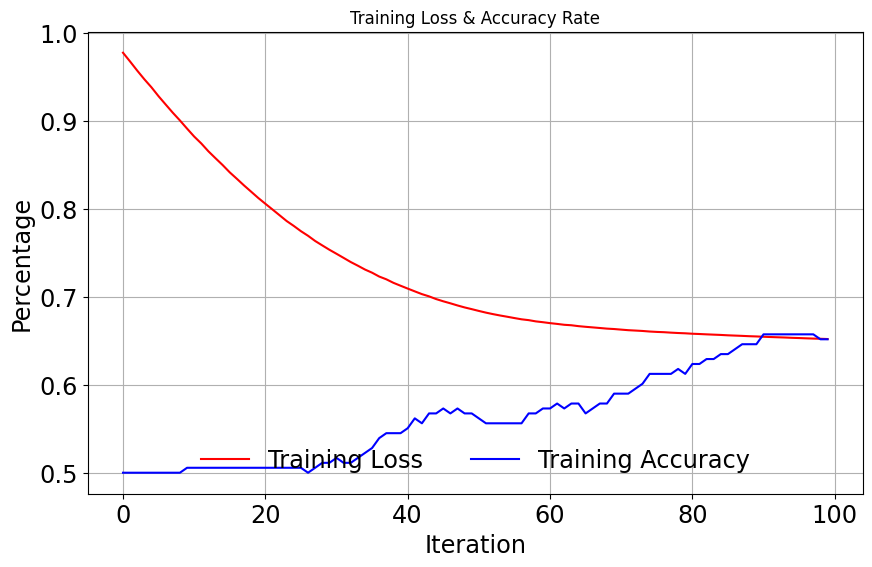 Training Loss & Accuracy Rate
1.0
0.9
0.8
0.7
0.6
0.5
Percentage
Training Loss Training Accuracy
0 20 40 60 80 100
Iteration